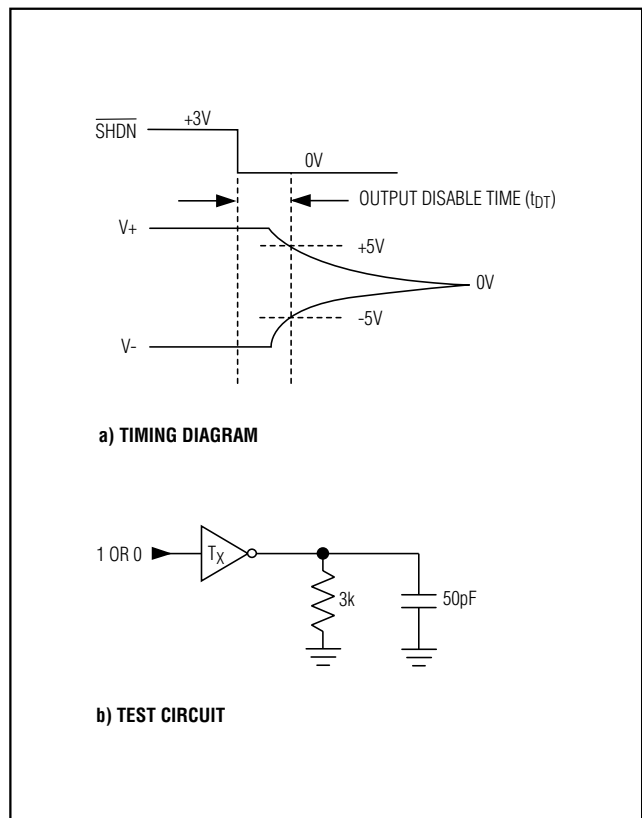 +3V
SHDN
0V
OUTPUT DISABLE TIME (tDT)
V+
+5V
0V
-5V
V-
a) TIMING DIAGRAM
1 OR 0
TX
3k
50pF
b) TEST CIRCUIT